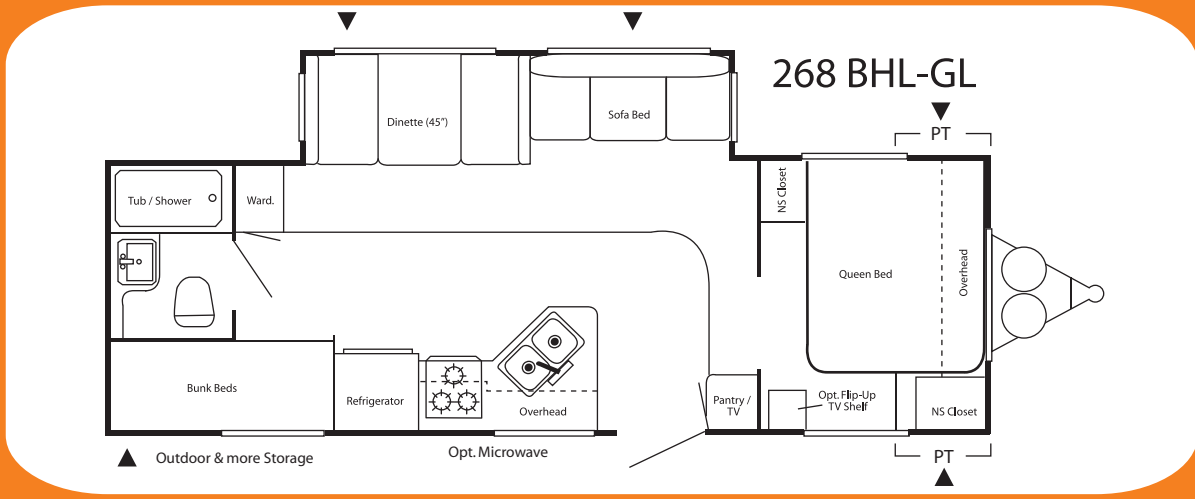 268 BHL-GL
PT
Dinette (45”)
Sofa Bed
Tub / Shower
Ward.
NS Closet
Queen Bed
Overhead
Bunk Beds
Refrigerator
Overhead
Pantry /
TV
Opt. Flip-Up
TV Shelf
NS Closet
Outdoor & more Storage
Opt. Microwave
PT